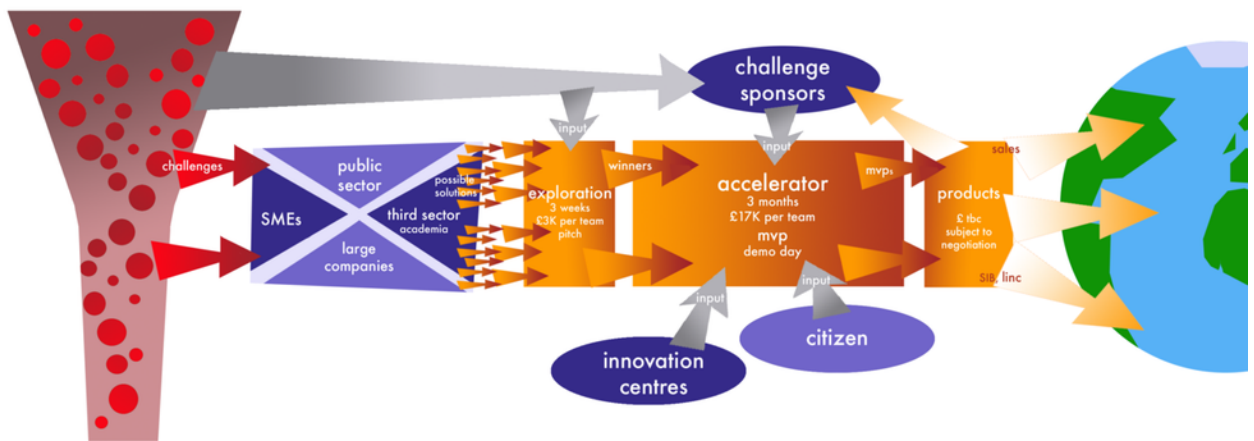 challenge
sponsors
input
input
challenges
public
sector
SMEs
third sector
academia
large
companies
possible
solutions
exploration
3 weeks
£3K per team
pitch
winners
accelerator
3 months
£17K per team
mvp
demo day
mvps
products
£ tbc
subject to
negotiation
sales
SIB, linc
input
input
innovation
centres
citizen